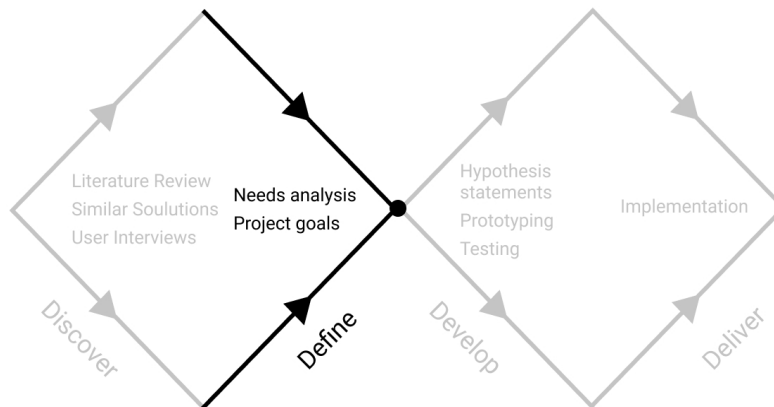 Literature Review
Similar Soulutions
User Interviews
Discover
Needs analysis
Project goals
Define
Hypothesis
statements
Prototyping
Testing
Develop
Implementation
Deliver